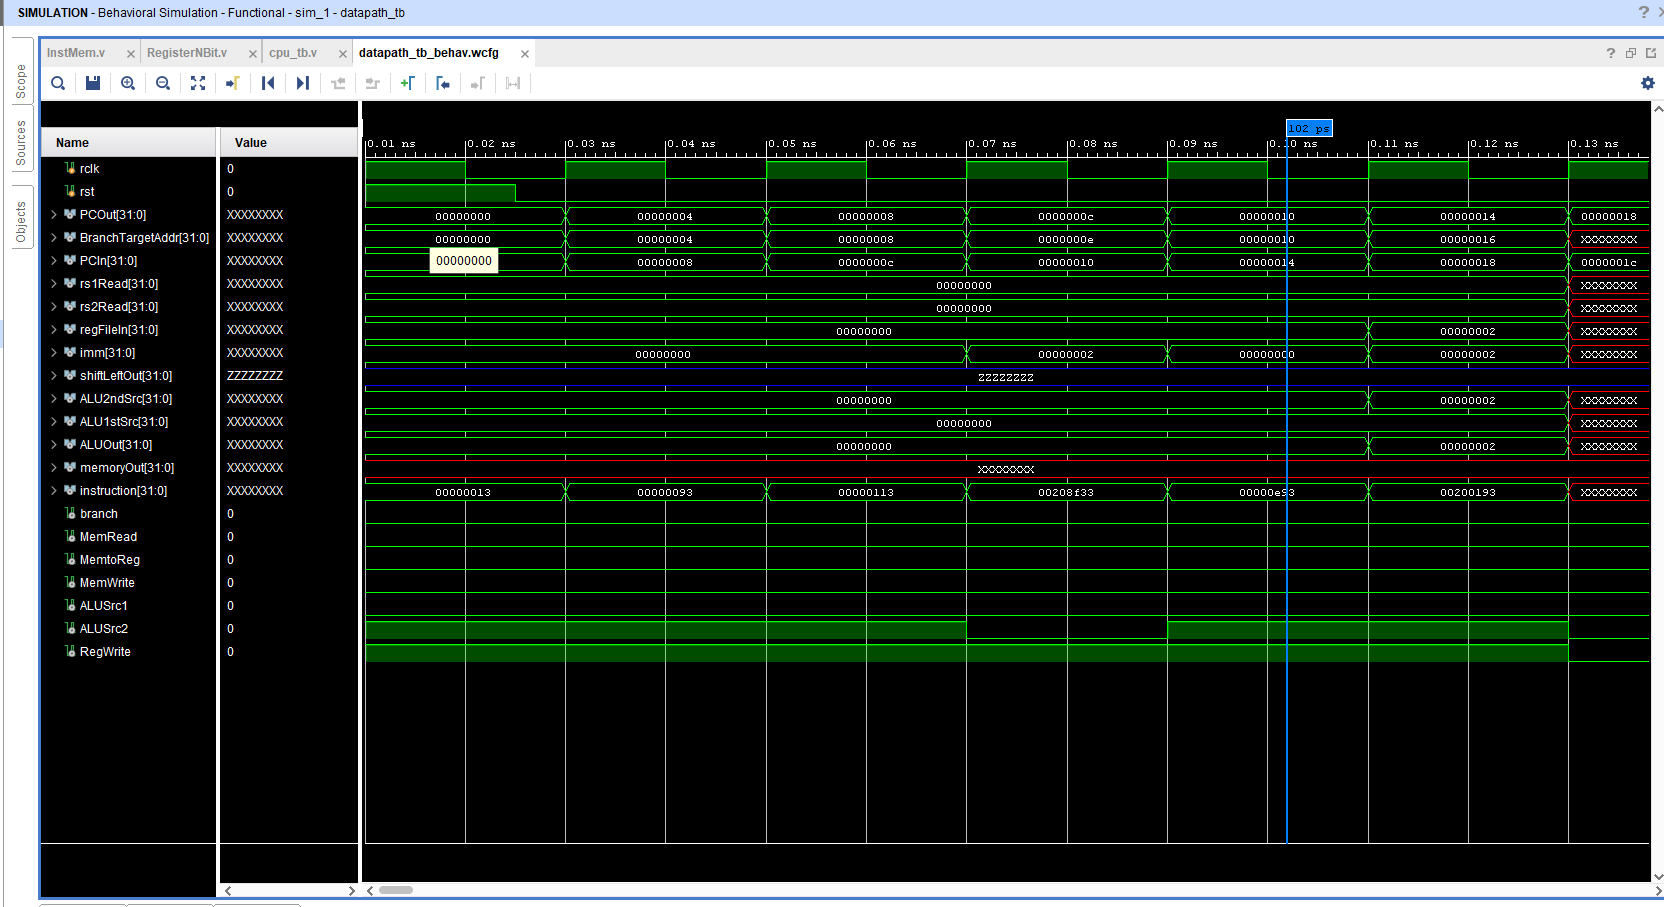 SIMULATION - Behavioral Simulation - Functional - sim_1 - datapath_tb
Scope
Sources
Objects
InstMem.v
RegisterNBit.v
cpu_tb.v
datapath_tb_behav.wcfg
102 ps
Name Value
0.01 ns 0.02 ns 0.03 ns 0.04 ns 0.05 ns 0.06 ns 0.07 ns 0.08 ns 0.09 ns 0.10 ns 0.11 ns 0.12 ns 0.13 ns
rclk 0
rst 0
PCOut[31:0] XXXXXXXX 00000000 00000004 00000008 0000000c 00000010 00000014 00000018
BranchTargetAddr[31:0] XXXXXXXX 00000000 00000004 00000008 0000000e 00000010 00000016 XXXXXXXX
PCIn[31:0] XXXXXXXX 00000000 00000008 0000000c 00000010 00000014 00000018 0000001c
rs1Read[31:0] XXXXXXXX 00000000 XXXXXXXX
rs2Read[31:0] XXXXXXXX 00000000 XXXXXXXX
regFileIn[31:0] XXXXXXXX 00000000 00000002 XXXXXXXX
imm[31:0] XXXXXXXX 00000000 00000002 00000000 00000002 XXXXXXXX
shiftLeftOut[31:0] ZZZZZZZZ ZZZZZZZZ
ALU2ndSrc[31:0] XXXXXXXX 00000000 00000002 XXXXXXXX
ALU1stSrc[31:0] XXXXXXXX 00000000 XXXXXXXX
ALUOut[31:0] XXXXXXXX 00000000 00000002 XXXXXXXX
memoryOut[31:0] XXXXXXXX XXXXXXXX
instruction[31:0] XXXXXXXX 00000013 00000093 00000113 00208f33 00000e93 00200193 XXXXXXXX
branch 0
MemRead 0
MemtoReg 0
MemWrite 0
ALUSrc1 0
ALUSrc2 0
RegWrite 0